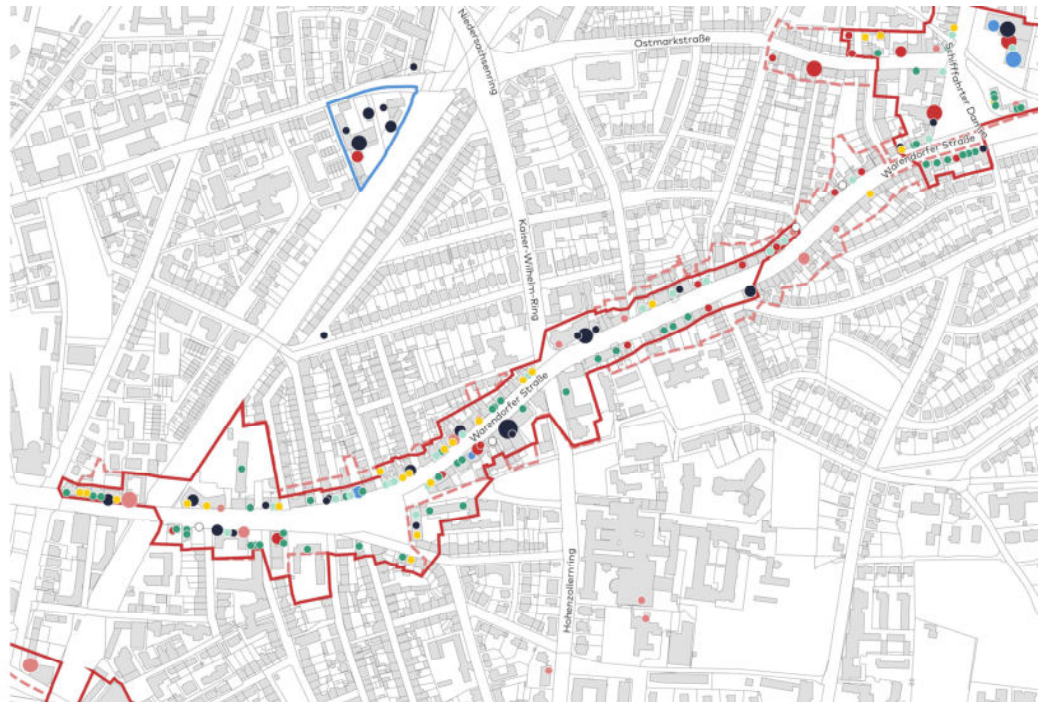 Niedersachsenring
Ostmarkstraße
Schifffahrter Damm
Warendorfer Straße
Kaiser-Wilhelm-Ring
Warendorfer Straße
Hohenzollernring